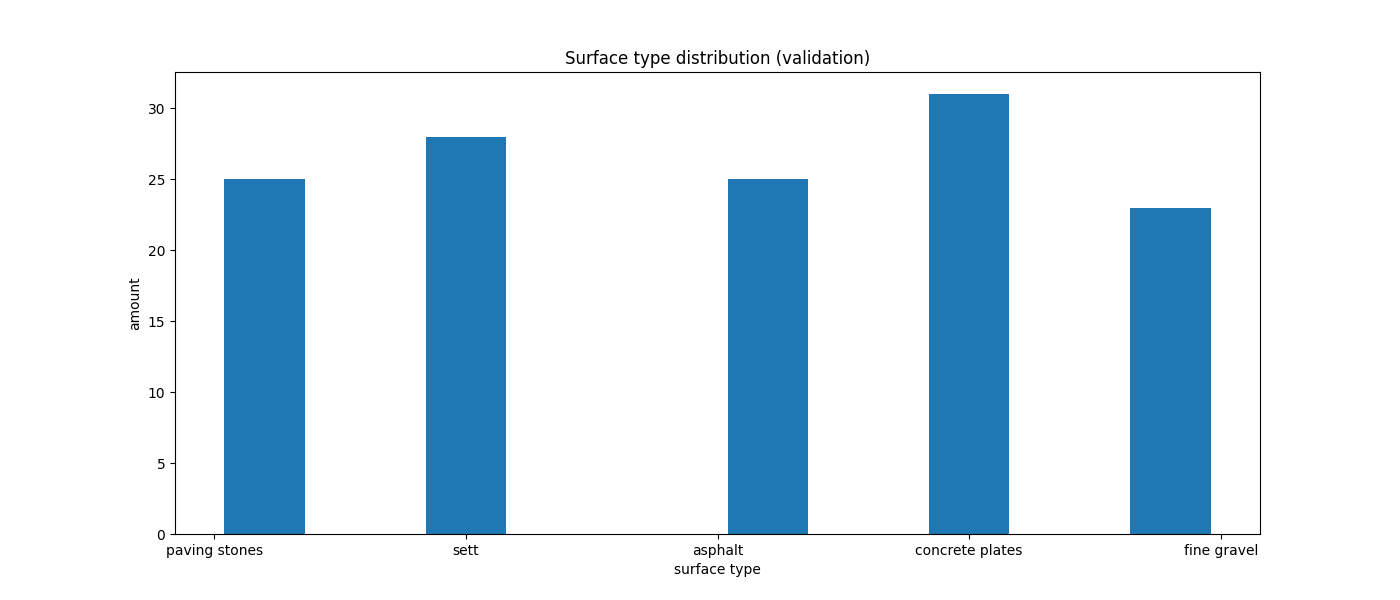 Surface type distribution (validation)
30
25
20
15
10
5
0
amount
paving stones sett asphalt concrete plates fine gravel
surface type